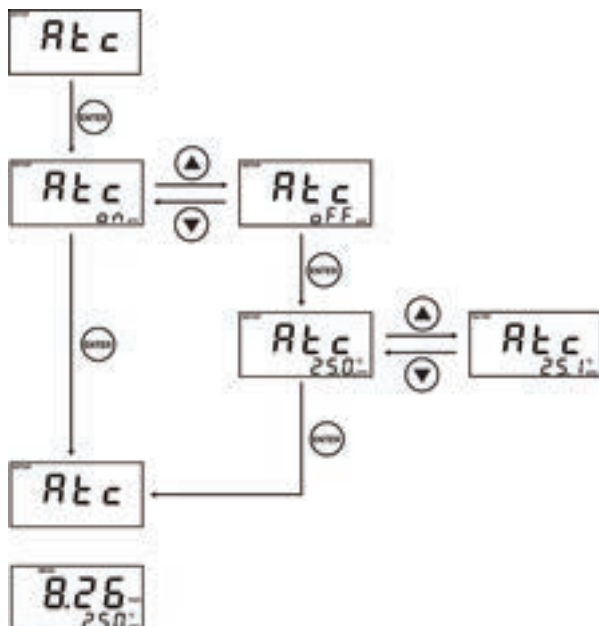 Atc
ENTER
Atc
on
Atc
oFF
ENTER
ENTER
Atc
25.0°
Atc
25.1°
ENTER
Atc
8.26
25.0°